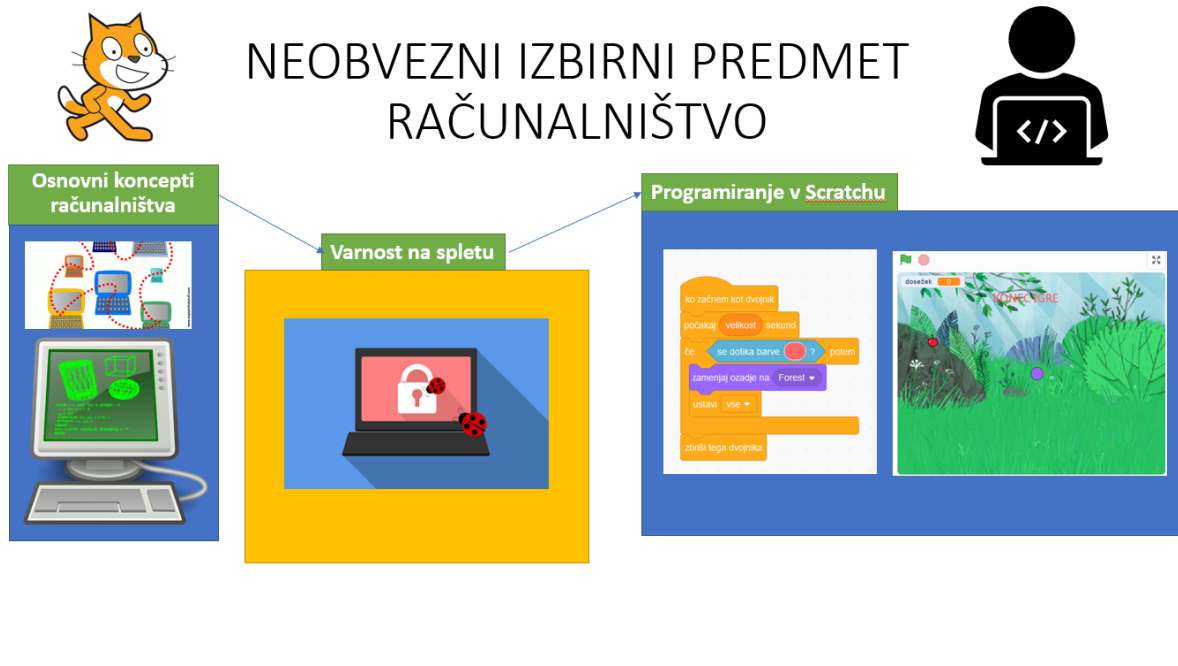 NEOBVEZNI IZBIRNI PREDMET
RAČUNALNIŠTVO
</>
Osnovni koncepti
računalništva
Varnost na spletu
Programiranje v Scratchu
ko začnem kot dvojnik
počakaj velikost sekund
če se dotika barve ? potem
zamenjaj ozadje na Forest
ustavi vse
zbriši tega dvojnika
dosežek 0
KONEC IGRE